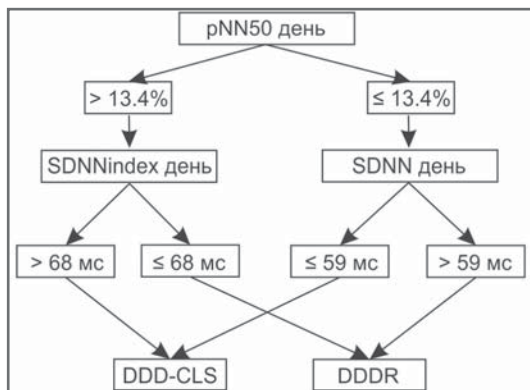 pNN50 день
> 13.4%
≤ 13.4%
SDNNindex день
SDNN день
> 68 мс
≤ 68 мс
≤ 59 мс
> 59 мс
DDD-CLS
DDDR